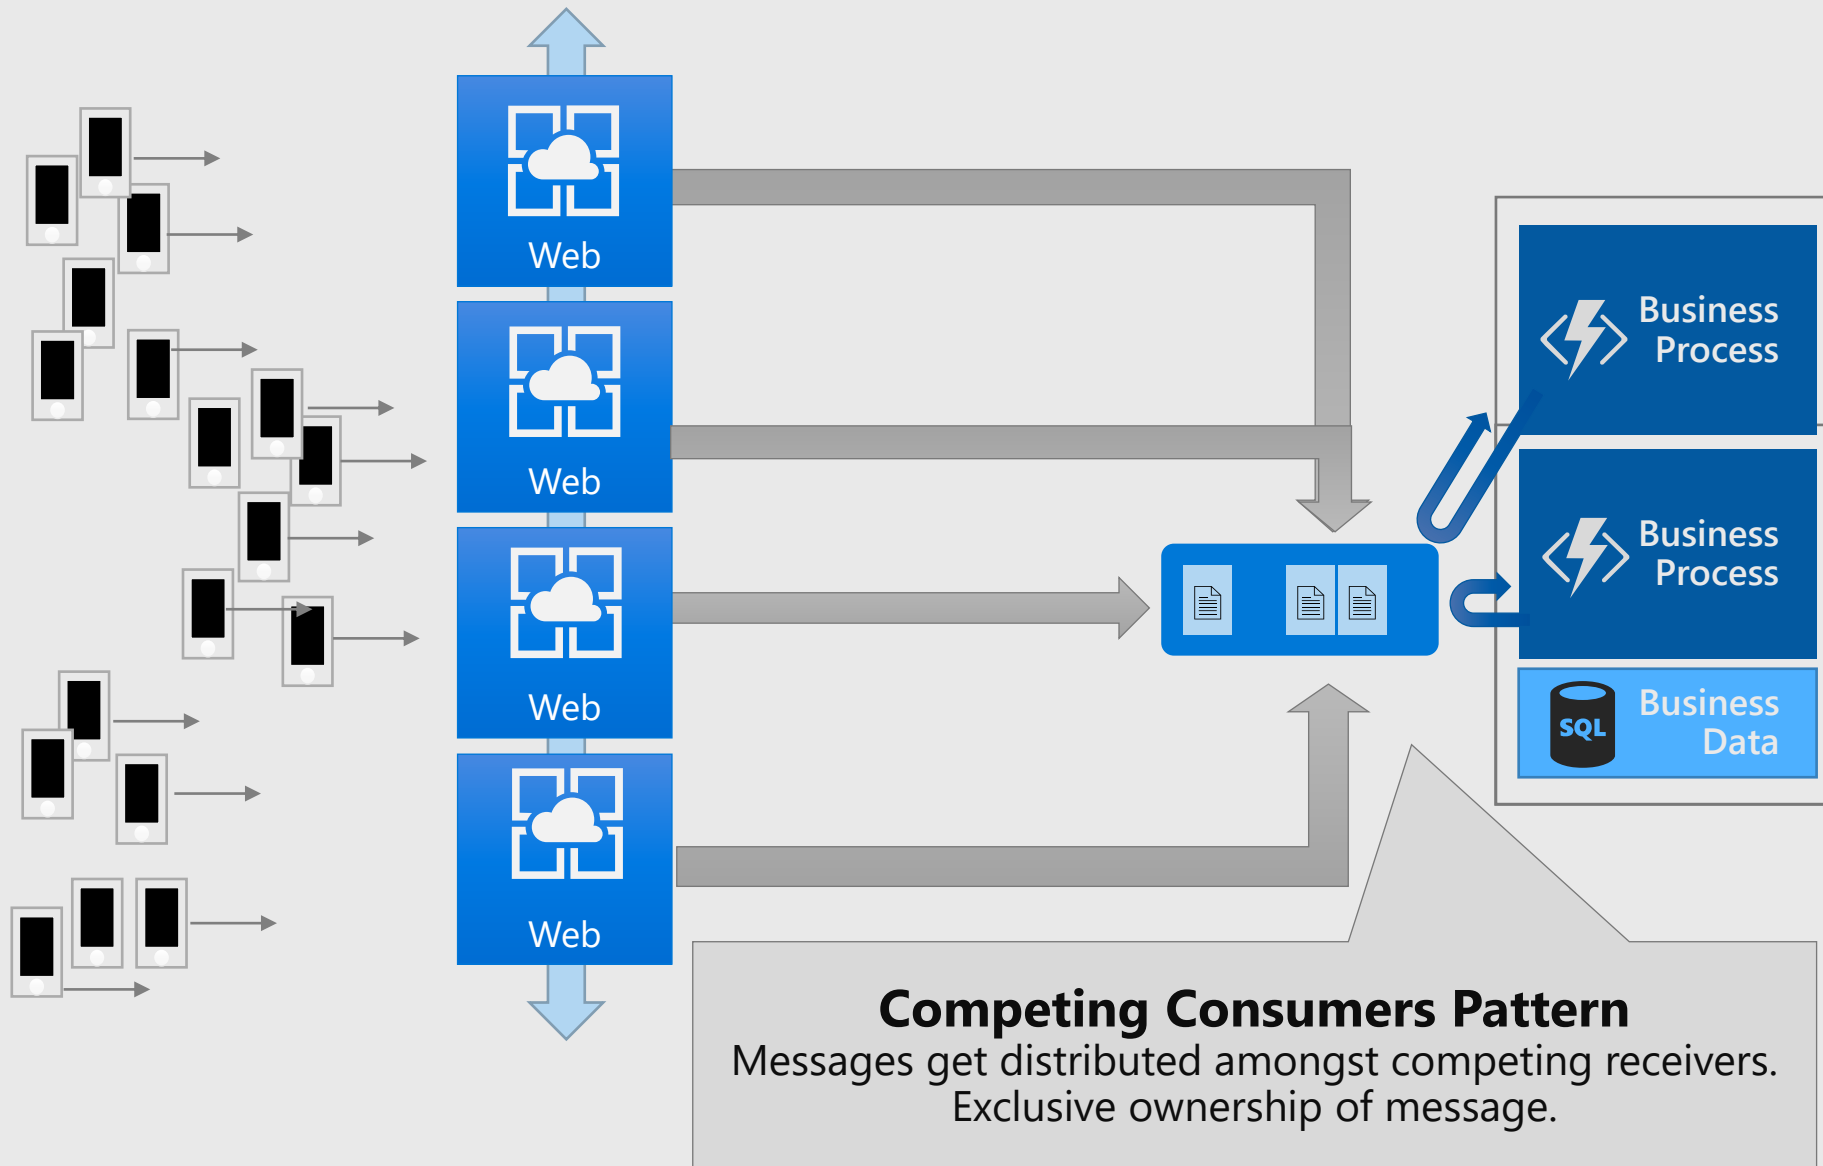 Web
Web
Web
Web
Business
Process
Business
Process
SQL
Business
Data
Competing Consumers Pattern
Messages get distributed amongst competing receivers.
Exclusive ownership of message.